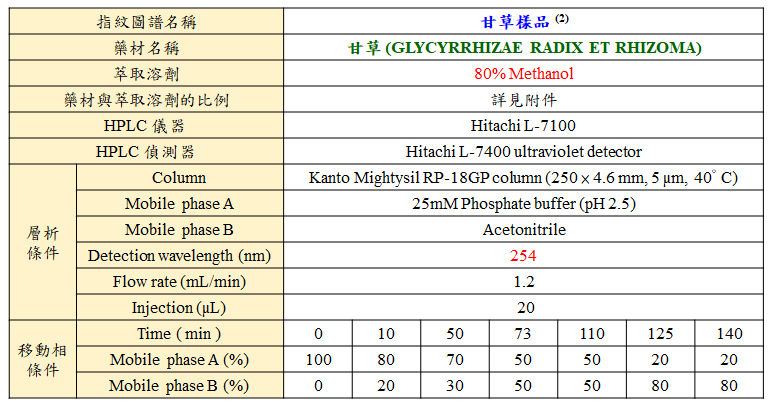 指紋圖譜名稱 甘草樣品 (2)
藥材名稱 甘草 (GLYCYRRHIZAE RADIX ET RHIZOMA)
萃取溶劑 80% Methanol
藥材與萃取溶劑的比例 詳見附件
HPLC 儀器 Hitachi L-7100
HPLC 偵測器 Hitachi L-7400 ultraviolet detector
層析條件 Column Kanto Mightysil RP-18GP column (250 × 4.6 mm, 5 μm, 40° C)
Mobile phase A 25mM Phosphate buffer (pH 2.5)
Mobile phase B Acetonitrile
Detection wavelength (nm) 254
Flow rate (mL/min) 1.2
Injection (μL) 20
移動相條件 Time ( min ) 0 10 50 73 110 125 140
Mobile phase A (%) 100 80 70 50 50 20 20
Mobile phase B (%) 0 20 30 50 50 80 80